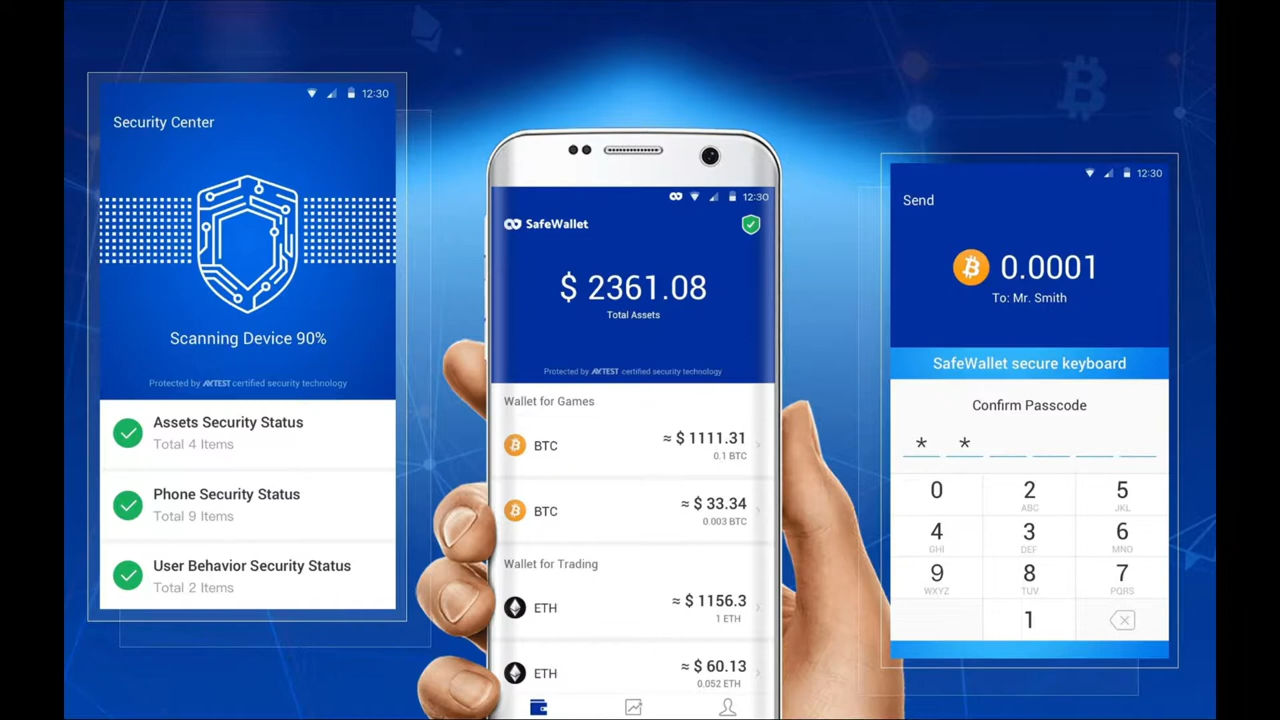 12:30
Security Center
Scanning Device 90%
Protected by AVTEST certified security technology
Assets Security Status
Total 4 Items
Phone Security Status
Total 9 Items
User Behavior Security Status
Total 2 Items
12:30
SafeWallet
$ 2361.08
Total Assets
Protected by AVTEST certified security technology
Wallet for Games
BTC
≈ $ 1111.31
0.1 BTC
BTC
≈ $ 33.34
0.003 BTC
Wallet for Trading
ETH
≈ $ 1156.3
1 ETH
ETH
≈ $ 60.13
0.052 ETH
12:30
Send
0.0001
To: Mr. Smith
SafeWallet secure keyboard
Confirm Passcode
* *
0 2 5
ABC JKL
4 3 6
GHI DEF MNO
9 8 7
WXYZ TUV PQRS
1